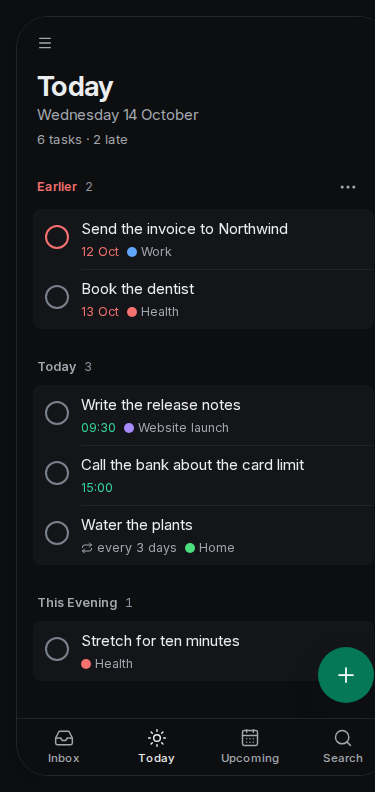 Today
Wednesday 14 October
6 tasks · 2 late
Earlier 2
Send the invoice to Northwind
12 Oct Work
Book the dentist
13 Oct Health
Today 3
Write the release notes
09:30 Website launch
Call the bank about the card limit
15:00
Water the plants
every 3 days Home
This Evening 1
Stretch for ten minutes
Health
Inbox Today Upcoming Search